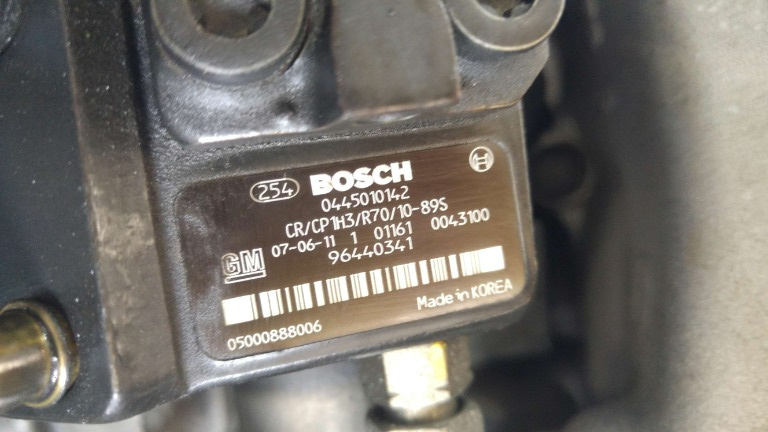 254 BOSCH
0445010142
CR/CP1H3/R70/10-89S
07-06-11 1 01161 0043100
GM 96440341
Made in KOREA
05000888006